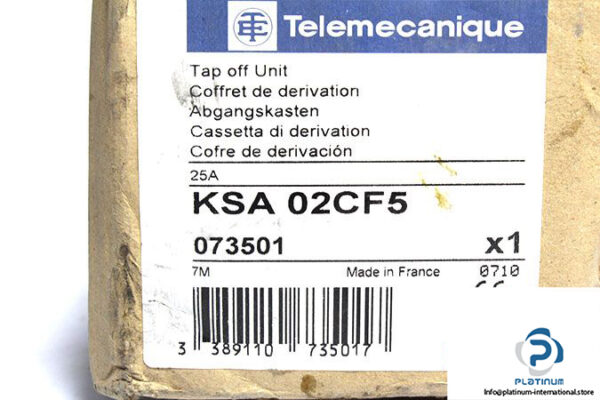 Telemecanique
Tap off Unit
Coffret de derivation
Abgangskasten
Cassetta di derivation
Cofre de derivación
25A
KSA 02CF5
073501 x1
7M Made in France 0710
3 389110 735017
PLATINUM
Info@platinum-international.store